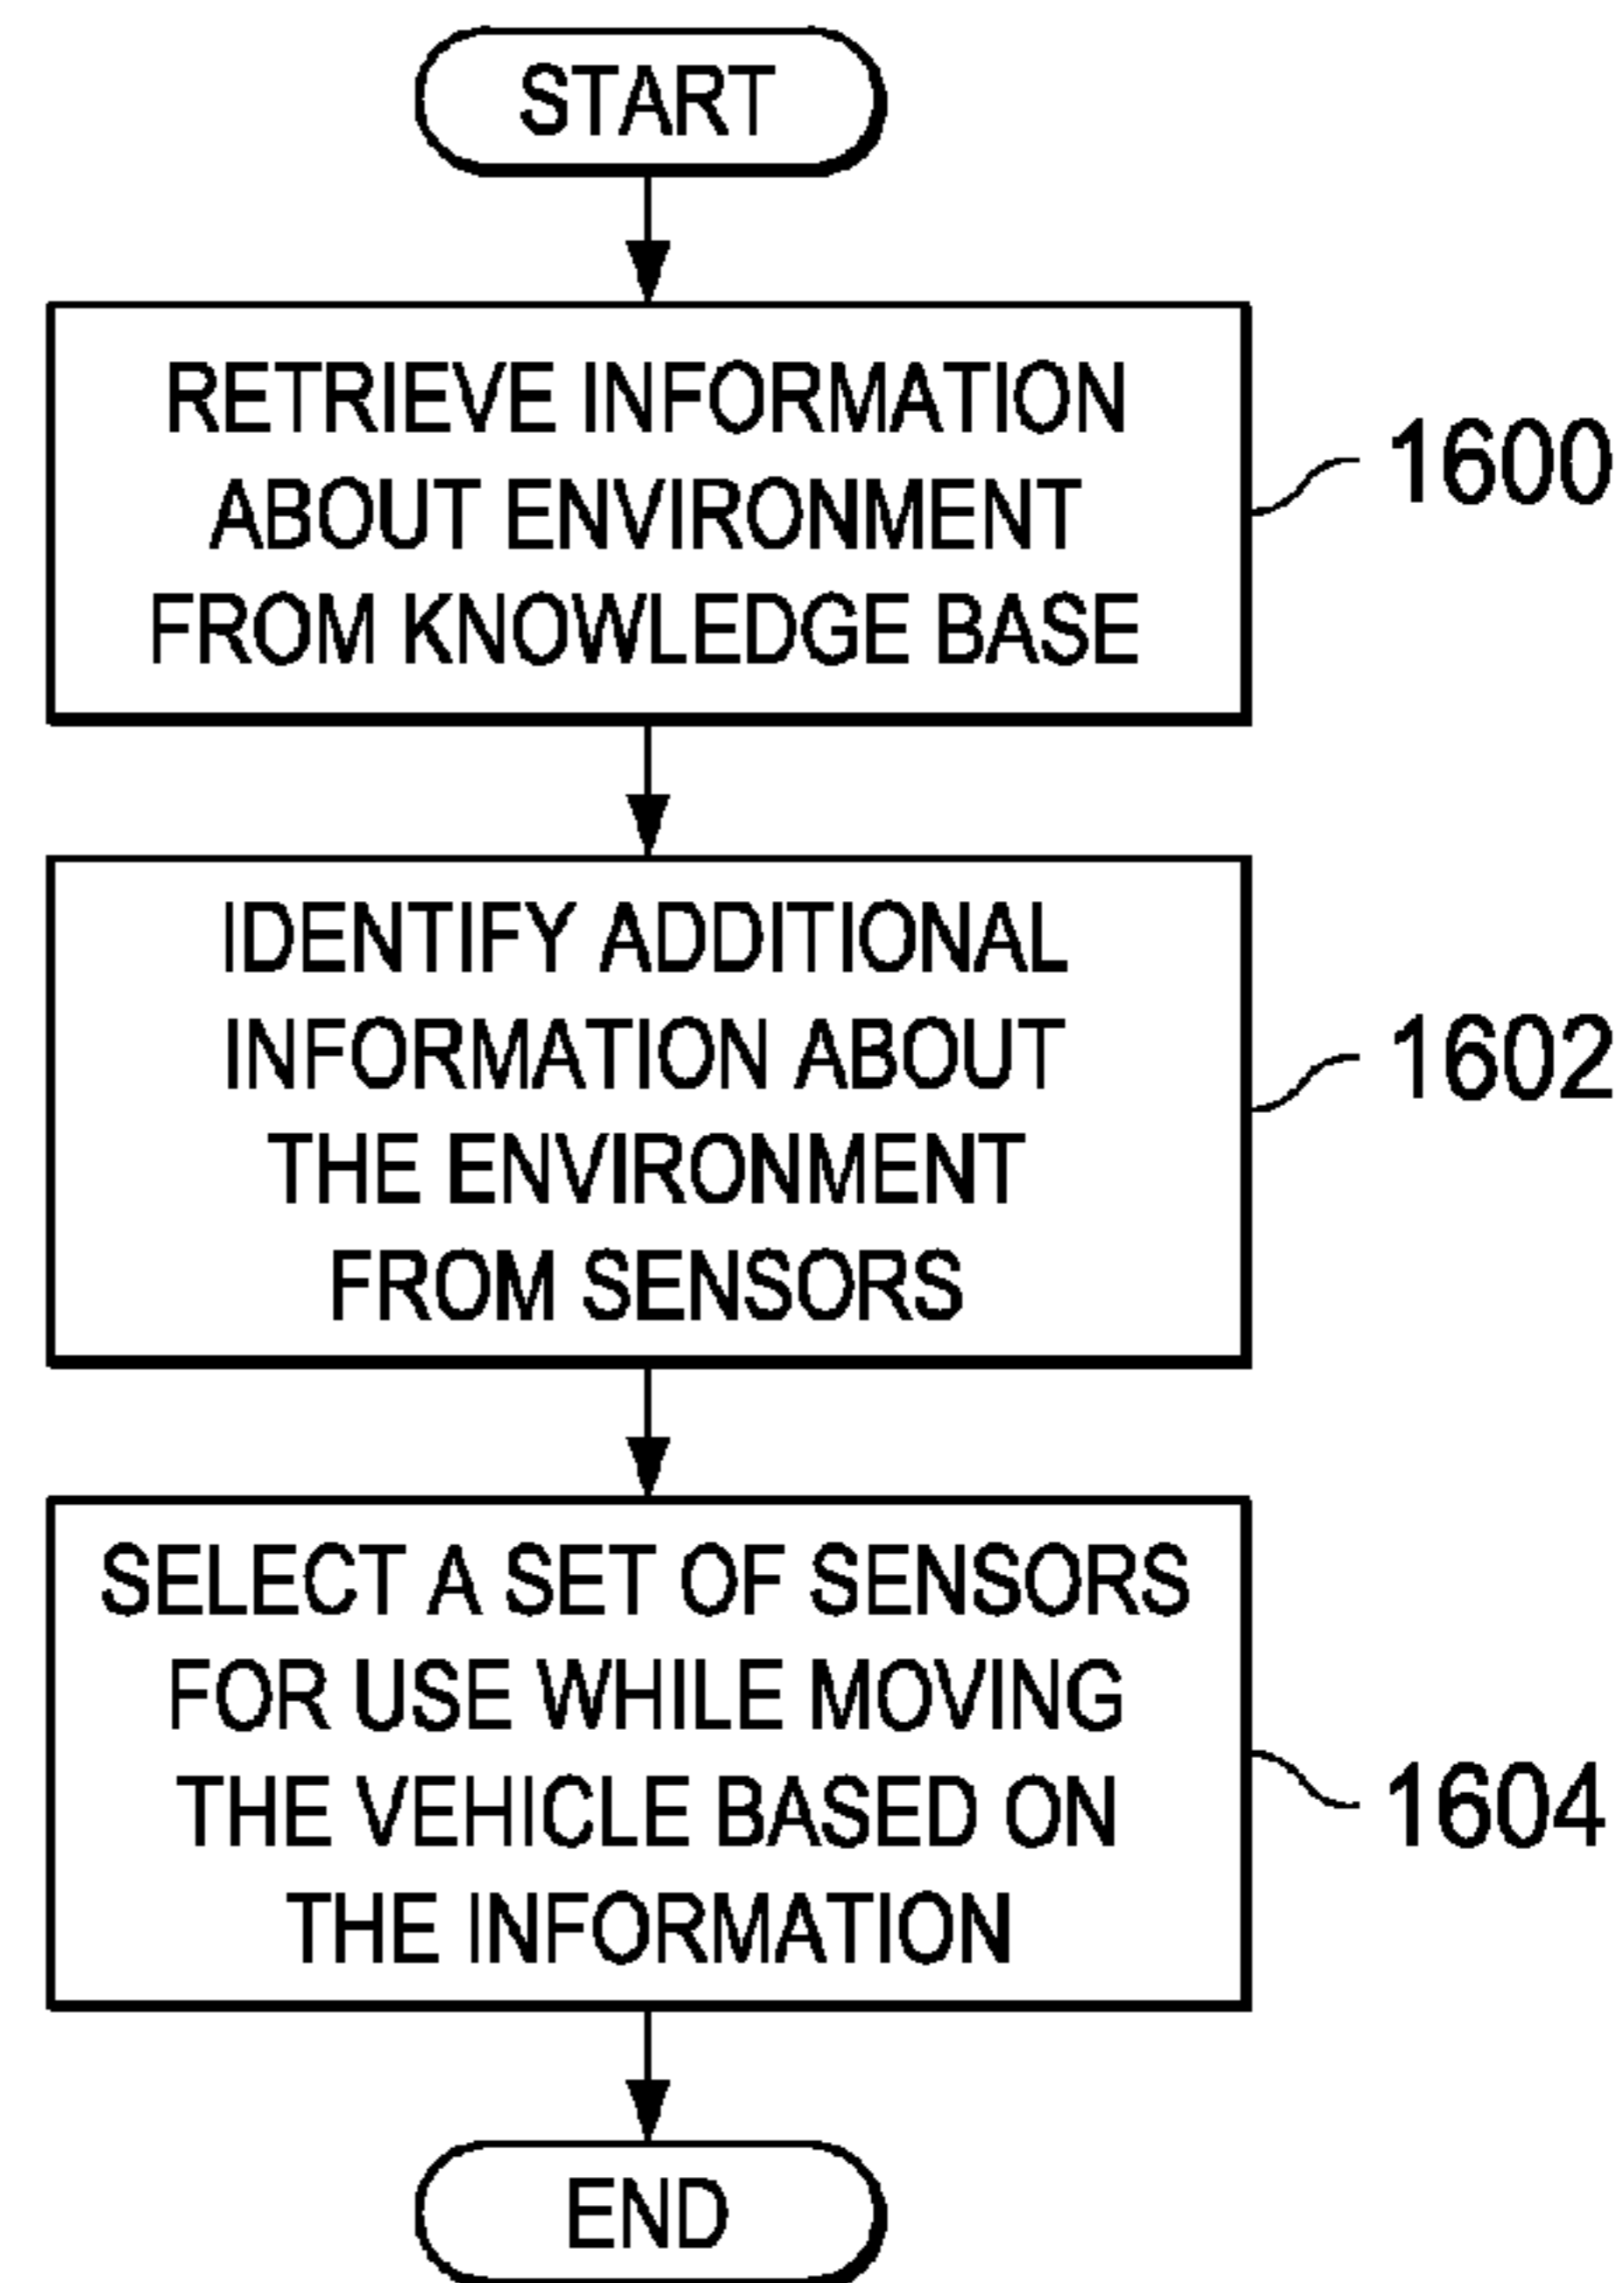 START
RETRIEVE INFORMATION
ABOUT ENVIRONMENT
FROM KNOWLEDGE BASE
1600
IDENTIFY ADDITIONAL
INFORMATION ABOUT
THE ENVIRONMENT
FROM SENSORS
1602
SELECT A SET OF SENSORS
FOR USE WHILE MOVING
THE VEHICLE BASED ON
THE INFORMATION
1604
END